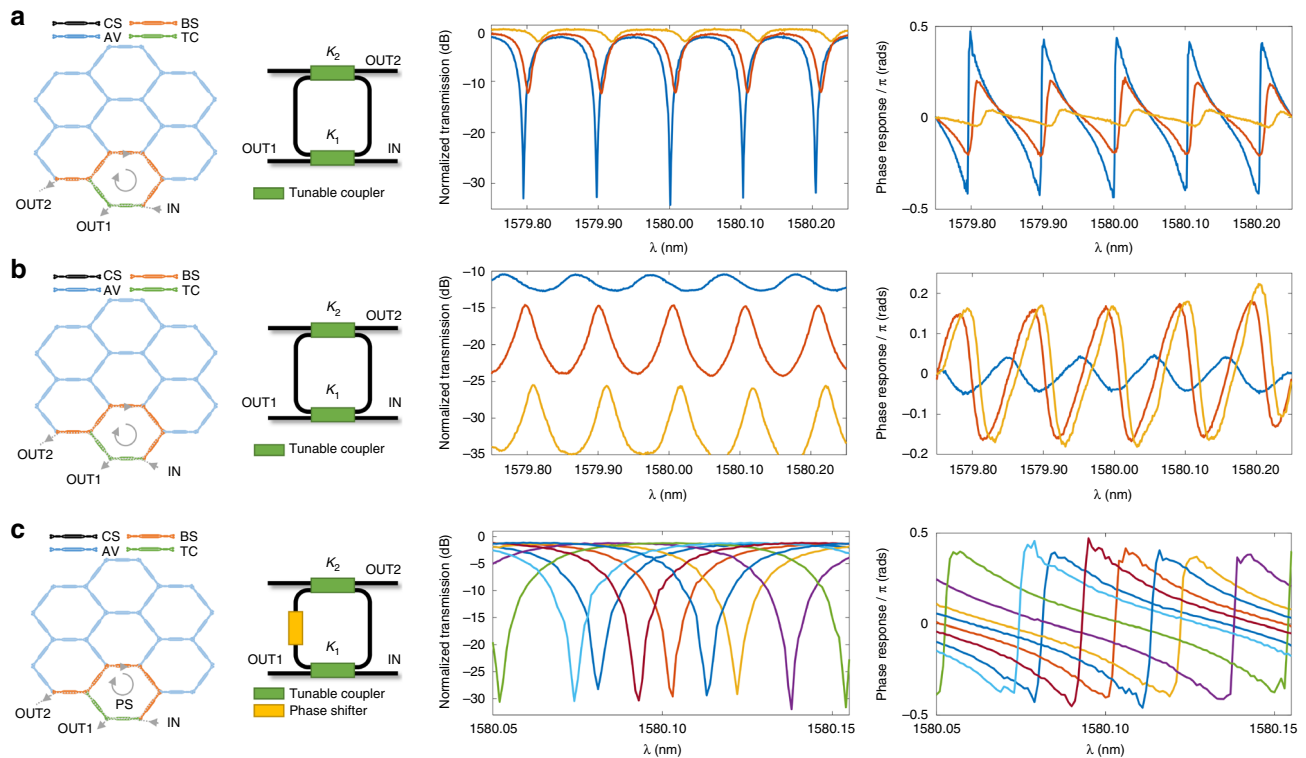 a
CS BS
AV TC
OUT2
OUT1
IN
K2
OUT2
K1
OUT1 IN
Tunable coupler
Normalized transmission (dB)
0
−10
−20
−30
1579.80 1579.90 1580.00 1580.10 1580.20
λ (nm)
Phase response / π (rads)
0.5
0
−0.5
1579.80 1579.90 1580.00 1580.10 1580.20
λ (nm)
b
CS BS
AV TC
OUT2
OUT1
IN
K2
OUT2
K1
OUT1 IN
Tunable coupler
Normalized transmission (dB)
−10
−15
−20
−25
−30
−35
1579.80 1579.90 1580.00 1580.10 1580.20
λ (nm)
Phase response / π (rads)
0.2
0.1
0
−0.1
−0.2
1579.80 1579.90 1580.00 1580.10 1580.20
λ (nm)
c
CS BS
AV TC
PS
OUT2
OUT1
IN
K2
OUT2
K1
OUT1 IN
Tunable coupler
Phase shifter
Normalized transmission (dB)
0
−5
−10
−15
−20
−25
−30
1580.05 1580.10 1580.15
λ (nm)
Phase response / π (rads)
0.5
0
−0.5
1580.05 1580.10 1580.15
λ (nm)